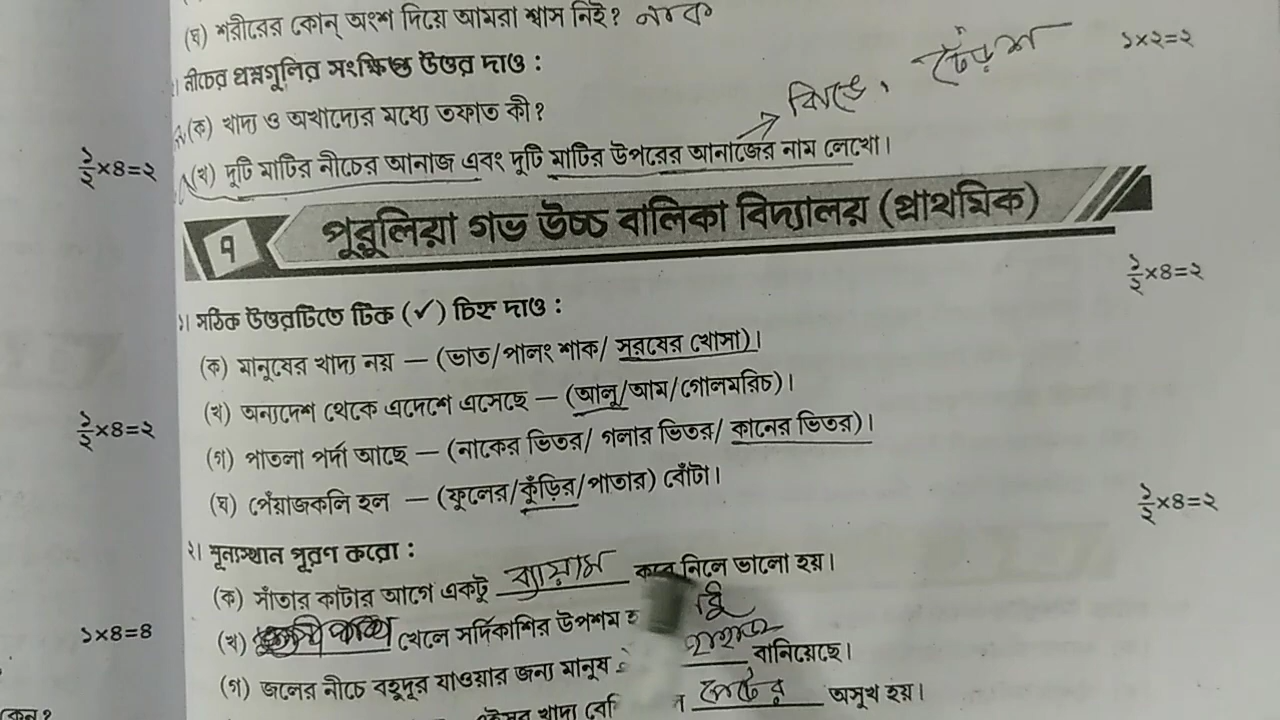 (ঘ) শরীরের কোন্ অংশ দিয়ে আমরা শ্বাস নিই? নাক
২। নীচের প্রশ্নগুলির সংক্ষিপ্ত উত্তর দাও : ১×২=২
(ক) খাদ্য ও অখাদ্যের মধ্যে তফাত কী? ঝিঙে, ঢেঁড়শ
(খ) দুটি মাটির নীচের আনাজ এবং দুটি মাটির উপরের আনাজের নাম লেখো।
১/২×৪=২
৭ পুরুলিয়া গভ উচ্চ বালিকা বিদ্যালয় (প্রাথমিক)
১/২×৪=২
১। সঠিক উত্তরটিতে টিক (✓) চিহ্ন দাও :
(ক) মানুষের খাদ্য নয় — (ভাত/পালং শাক/ সরষের খোসা)।
(খ) অন্যদেশ থেকে এদেশে এসেছে — (আলু/আম/গোলমরিচ)।
১/২×৪=২
(গ) পাতলা পর্দা আছে — (নাকের ভিতর/ গলার ভিতর/ কানের ভিতর)।
(ঘ) পেঁয়াজকলি হল — (ফুলের/কুঁড়ির/পাতার) বোঁটা।
১/২×৪=২
২। শূন্যস্থান পূরণ করো :
(ক) সাঁতার কাটার আগে একটু ব্যায়াম করে নিলে ভালো হয়।
(খ) খেলে সর্দিকাশির উপশম
১×৪=৪
(গ) জলের নীচে বহুদূর যাওয়ার জন্য মানুষ বানিয়েছে।
খাদ্য পেটের অসুখ হয়।
কেন?